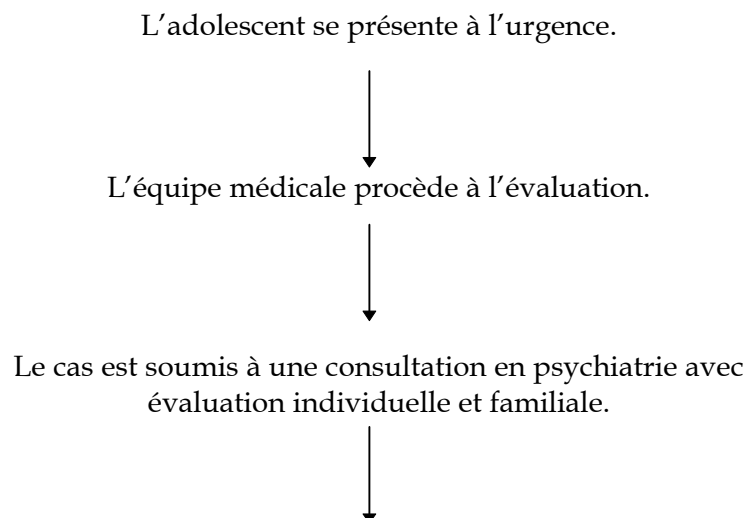 L’adolescent se présente à l’urgence.
L’équipe médicale procède à l’évaluation.
Le cas est soumis à une consultation en psychiatrie avec
évaluation individuelle et familiale.